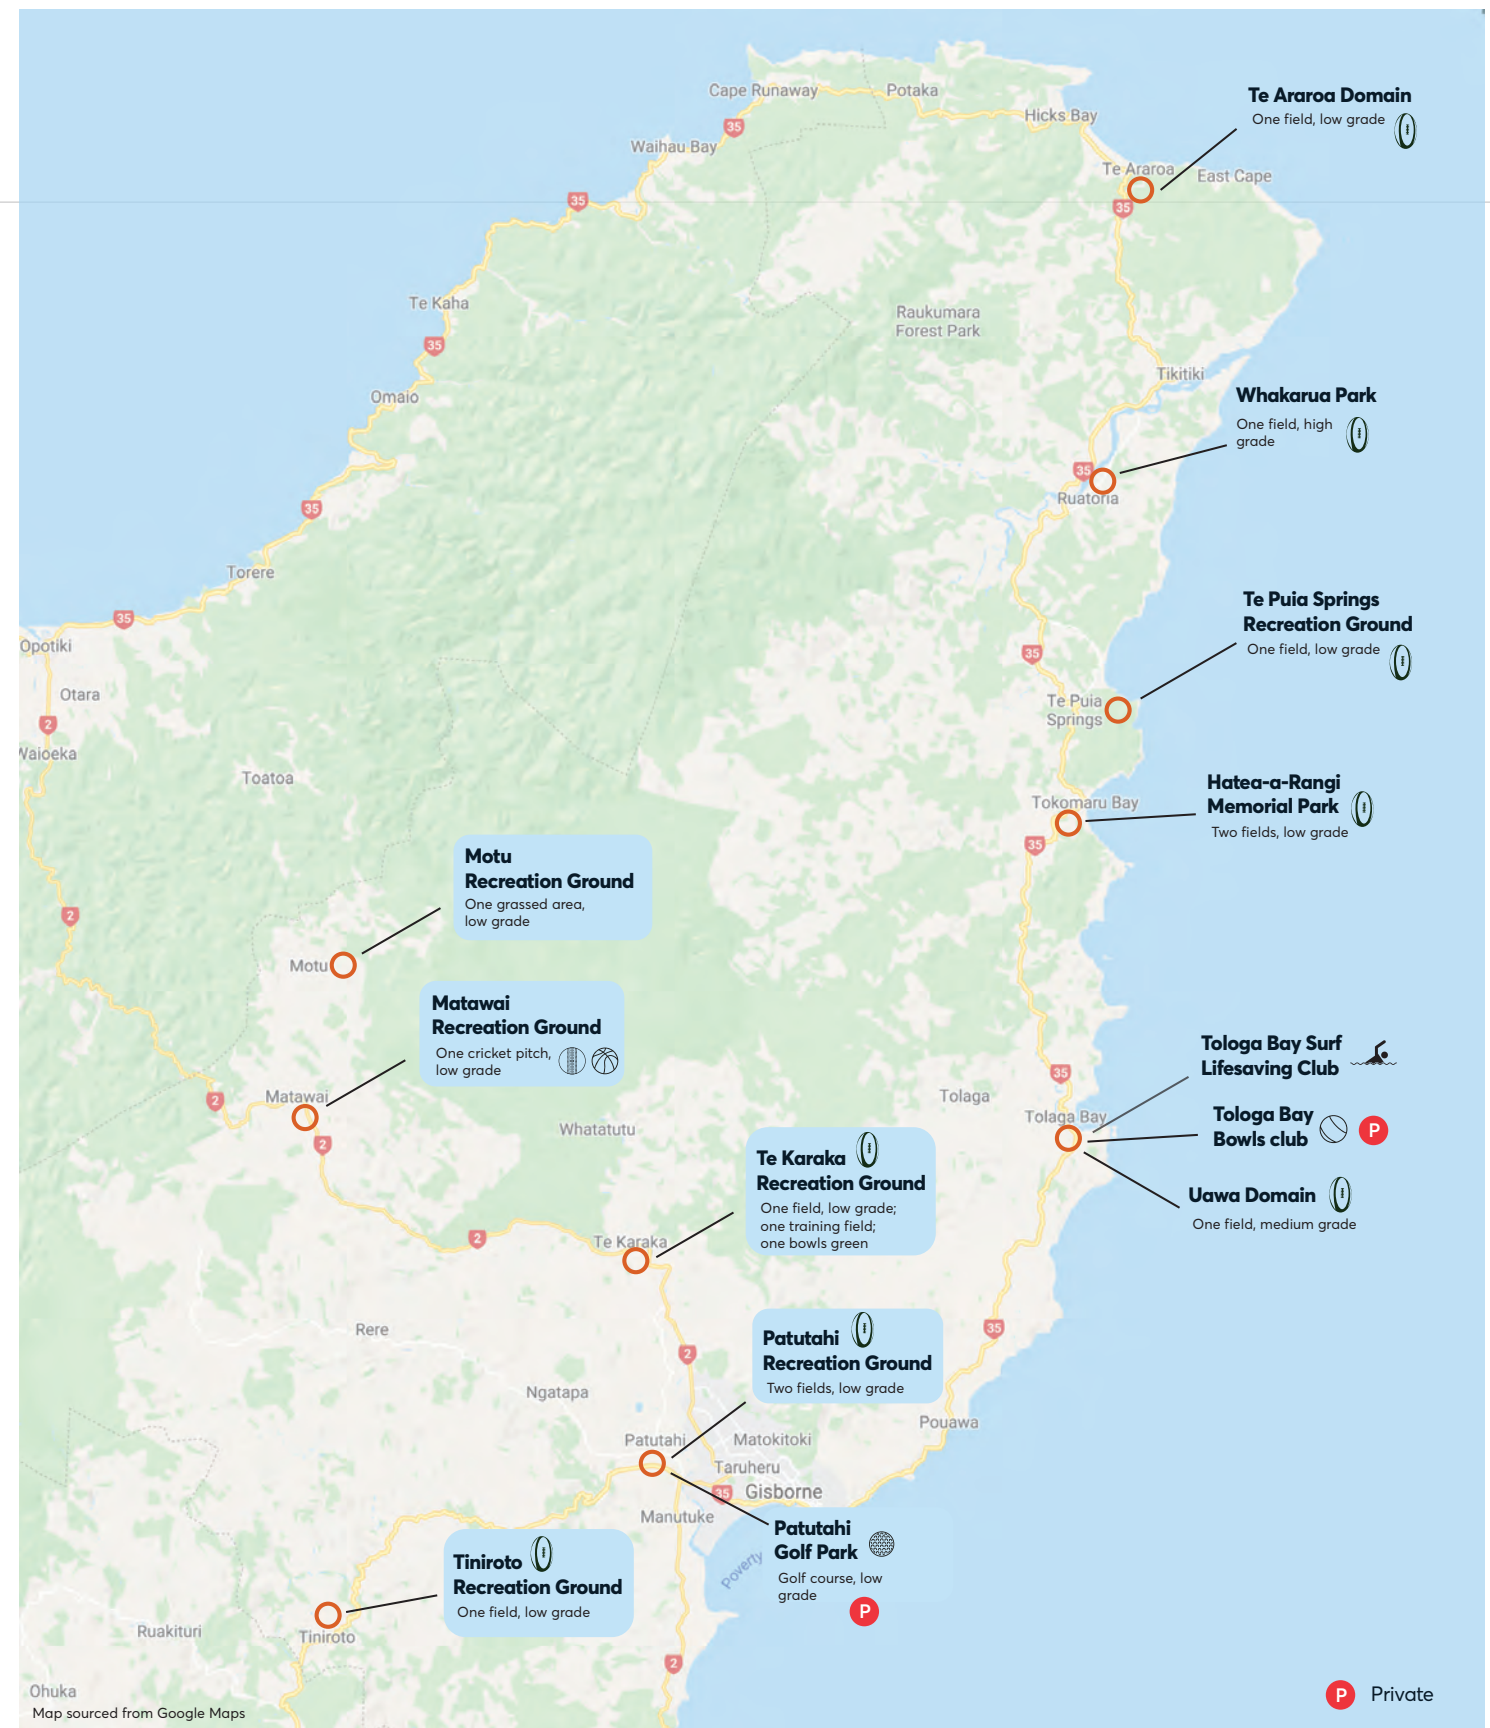 Cape Runaway
Potaka
Te Araroa Domain
One field, low grade
Hicks Bay
35
Waihau Bay
Te Araroa
East Cape
35
35
Te Kaha
Raukumara
Forest Park
35
Tikitiki
Omaio
Whakarua Park
One field, high
grade
35
Ruatoria
35
Torere
Te Puia Springs
Recreation Ground
One field, low grade
35
Opotiki
35
Otara
Te Puia
Springs
2
Waioeka
Toatoa
Hatea-a-Rangi
Memorial Park
Two fields, low grade
Tokomaru Bay
35
Motu
Recreation Ground
One grassed area,
low grade
2
Motu
Matawai
Recreation Ground
One cricket pitch,
low grade
Tologa Bay Surf
Lifesaving Club
35
Matawai
2
Tolaga
Tolaga Bay
Tologa Bay
Bowls club
P
Whatatutu
2
Te Karaka
Recreation Ground
One field, low grade;
one training field;
one bowls green
Uawa Domain
One field, medium grade
2
Te Karaka
Rere
35
Patutahi
Recreation Ground
Two fields, low grade
2
Ngatapa
Pouawa
Patutahi
Matokitoki
Taruheru
35
Gisborne
Manutuke
Patutahi
Golf Park
Golf course, low
grade
P
Poverty
Tiniroto
Recreation Ground
One field, low grade
Ruakituri
Tiniroto
2
Ohuka
P Private
Map sourced from Google Maps